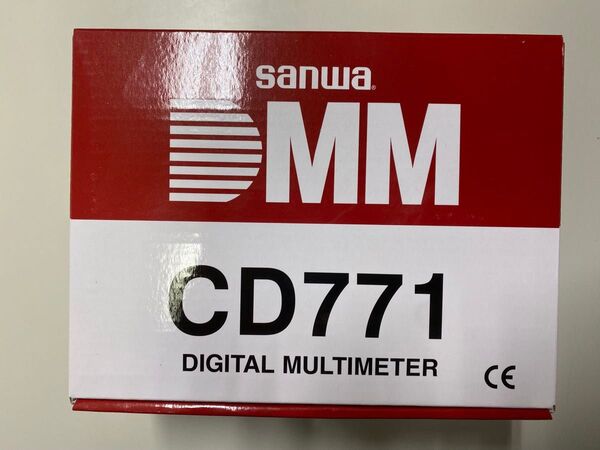 sanwa®
DMM
CD771
DIGITAL MULTIMETER
CE